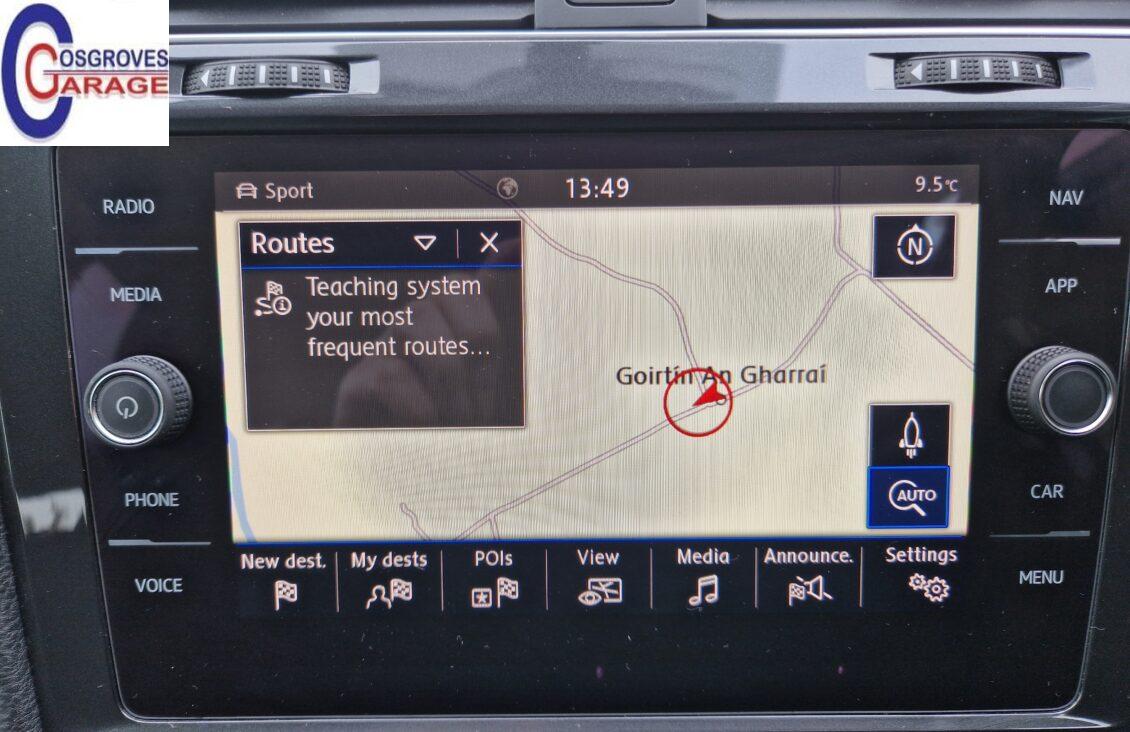 COSGROVES
GARAGE
RADIO
MEDIA
PHONE
VOICE
Sport
13:49
9.5°C
Routes
Teaching system
your most
frequent routes...
N
Goirtín An Gharraí
AUTO
New dest.
My dests
POIs
View
Media
Announce.
Settings
NAV
APP
CAR
MENU